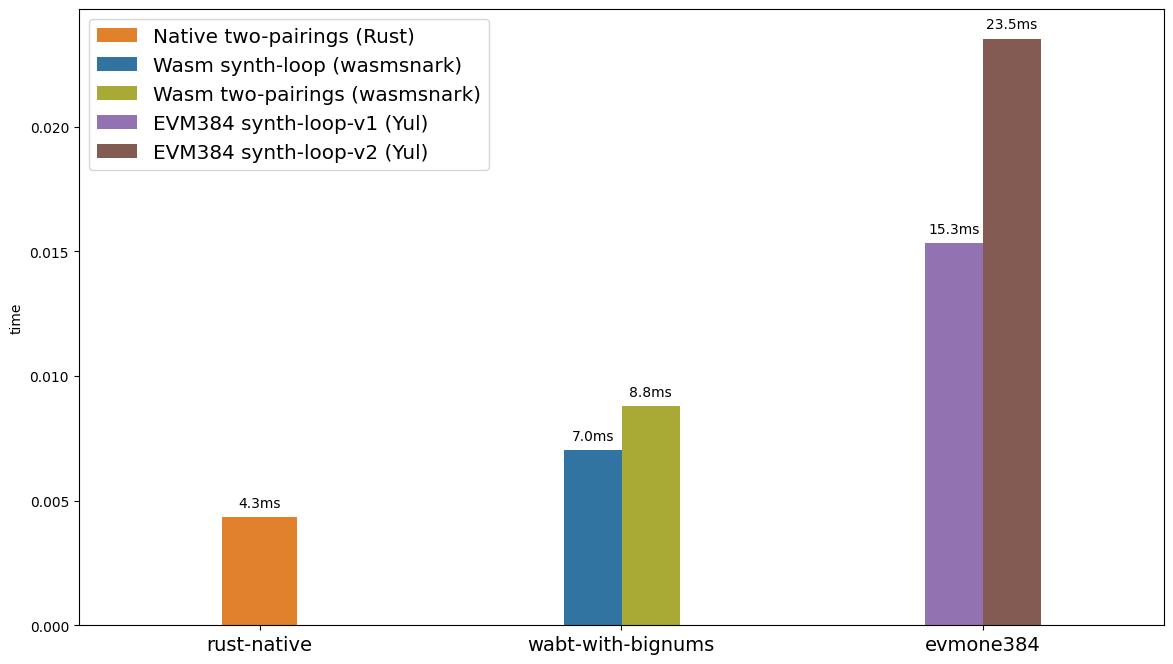 Native two-pairings (Rust)
Wasm synth-loop (wasmsnark)
Wasm two-pairings (wasmsnark)
EVM384 synth-loop-v1 (Yul)
EVM384 synth-loop-v2 (Yul)
23.5ms
15.3ms
8.8ms
7.0ms
4.3ms
time
0.020
0.015
0.010
0.005
0.000
rust-native
wabt-with-bignums
evmone384